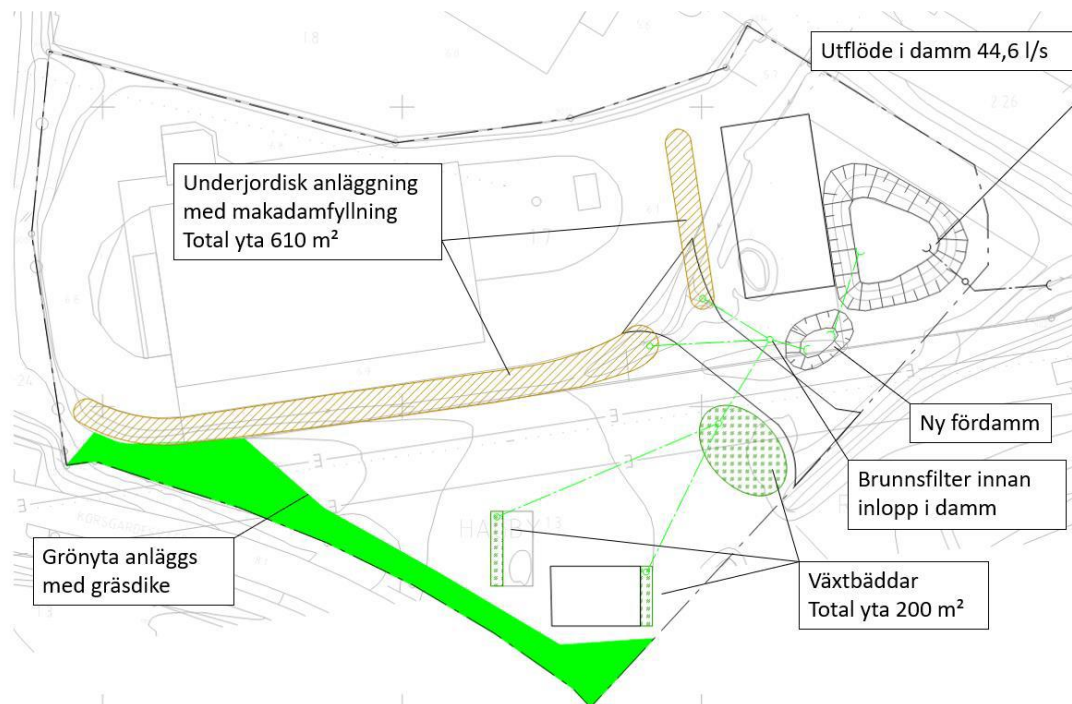 Utflöde i damm 44,6 l/s
Underjordisk anläggning
med makadamfyllning
Total yta 610 m²
Ny fördamm
Brunnsfilter innan
inlopp i damm
Grönyta anläggs
med gräsdike
Växtbäddar
Total yta 200 m²